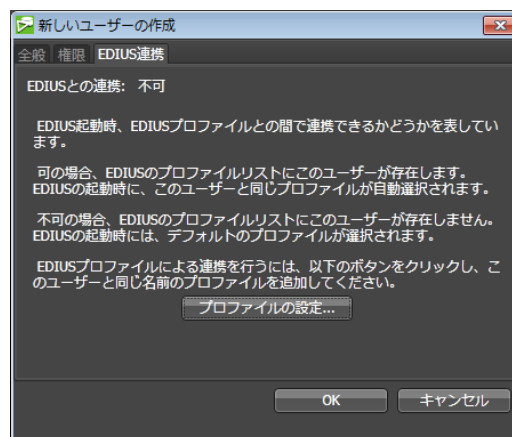 新しいユーザーの作成
全般 権限 EDIUS連携
EDIUSとの連携: 不可
EDIUS起動時、EDIUSプロファイルとの間で連携できるかどうかを表してい
ます。
可の場合、EDIUSのプロファイルリストにこのユーザーが存在します。
EDIUSの起動時に、このユーザーと同じプロファイルが自動選択されます。
不可の場合、EDIUSのプロファイルリストにこのユーザーが存在しません。
EDIUSの起動時には、デフォルトのプロファイルが選択されます。
EDIUSプロファイルによる連携を行うには、以下のボタンをクリックし、こ
のユーザーと同じ名前のプロファイルを追加してください。
プロファイルの設定...
OK キャンセル